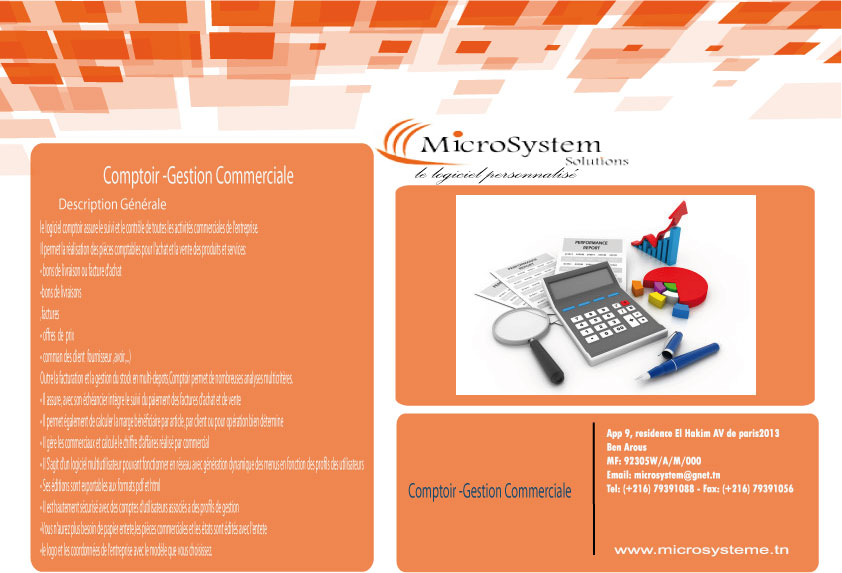 MicroSystem
Solutions
le logiciel personnalisé
Comptoir -Gestion Commerciale
Description Générale
le logiciel comptoir assure le suivi et le contrôle de toutes les activités commerciales de l'entreprise.
Il permet la réalisation des pièces comptables pour l'achat et la vente des produits et services:
- bons de livraison ou facture d'achat
-bons de livraisons
.factures
- offres de prix
- comman des client fournisseur ,avoir,...)
Outre la facturation et la gestion du stock en multi-depots,Comptoir permet de nombreuses analyses multicritères.
- Il assure, avec son échéancier intègre le suivi du paiement des factures d'achat et de vente
- Il permet également de calculer la marge bénéficiaire par article, par client ou pour opération bien détermine
- Il gère les commerciaux et calcule le chiffre d'affaires réalisé par commercial
- Il S'agit d'un logiciel multiutilisateur pouvant fonctionner en réseau avec génération dynamique des menus en fonction des profils des utilisateurs
- Ses éditions sont exportables aux formats pdf et html
- Il est hautement sécurisé avec des comptes d'utilisateurs associés a des profils de gestion
-Vous n'aurez plus besoin de papier entete,les pièces commerciales et les états sont édités avec l'entete
-le logo et les coordonnées de l'entreprise avec le modèle que vous choisissez.
PERFORMANCE
REPORT
PERFORMANCE
REPORT
Comptoir -Gestion Commerciale
App 9, residence El Hakim AV de paris2013
Ben Arous
MF: 92305W/A/M/000
Email: microsystem@gnet.tn
Tel: (+216) 79391088 - Fax: (+216) 79391056
www.microsysteme.tn